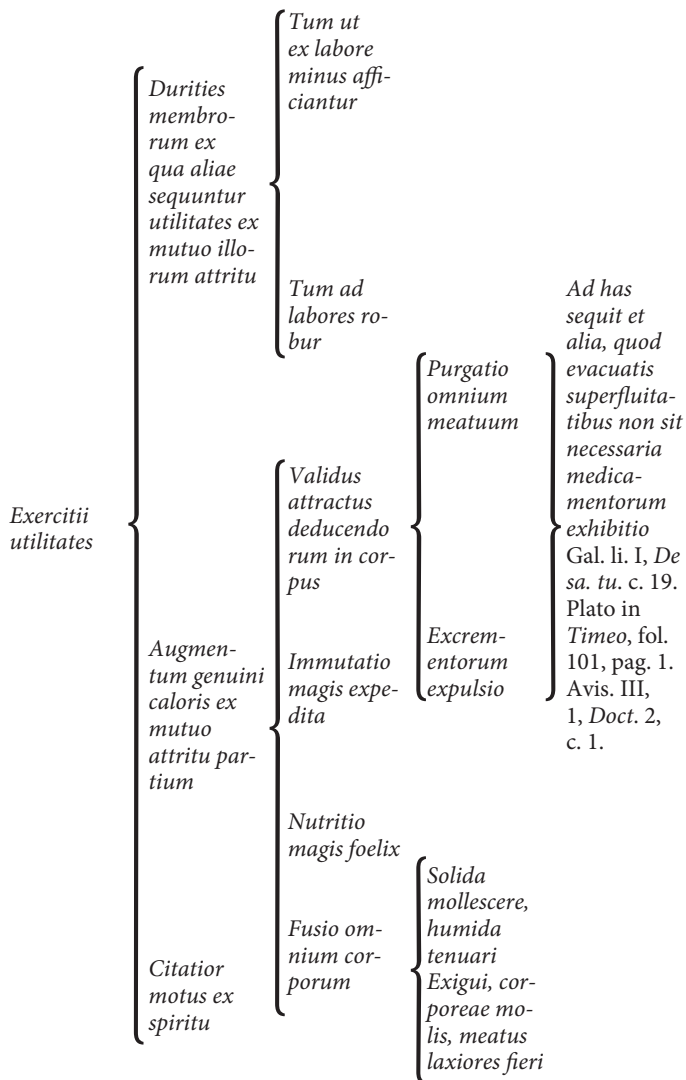 Exercitii
utilitates
Durities
membro-
rum ex
qua aliae
sequuntur
utilitates ex
mutuo illo-
rum attritu
Tum ut
ex labore
minus affi-
ciantur
Tum ad
labores ro-
bur
Augmen-
tum genuini
caloris ex
mutuo
attritu par-
tium
Validus
attractus
deducendo
rum in cor-
pus
Purgatio
omnium
meatuum
Excrem-
entorum
expulsio
Ad has
sequit et
alia, quod
evacuatis
superfluita-
tibus non sit
necessaria
medica-
mentorum
exhibitio
Gal. li. I, De
sa. tu. c. 19.
Plato in
Timeo, fol.
101, pag. 1.
Avis. III,
1, Doct. 2,
c. 1.
Immutatio
magis expe-
dita
Nutritio
magis foelix
Fusio om-
nium cor-
porum
Solida
mollescere,
humida
tenuari
Exigui, cor-
poreae mo-
lis, meatus
laxiores fieri
Citatior
motus ex
spiritu